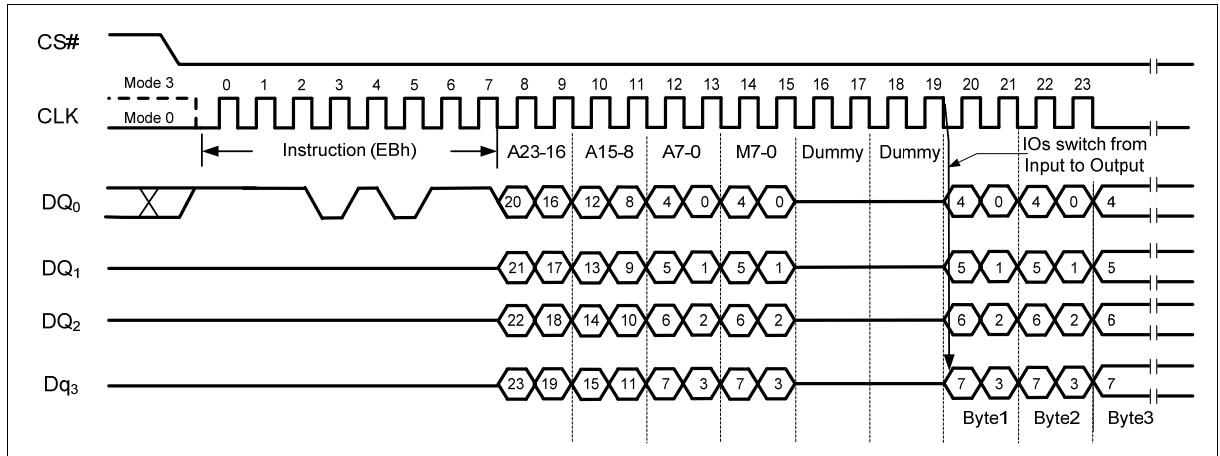 CS#
Mode 3 0 1 2 3 4 5 6 7 8 9 10 11 12 13 14 15 16 17 18 19 20 21 22 23
CLK Mode 0
Instruction (EBh) A23-16 A15-8 A7-0 M7-0 Dummy Dummy IOs switch from
Input to Output
DQ0 20 16 12 8 4 0 4 0 4 0 4 0 4
DQ1 21 17 13 9 5 1 5 1 5 1 5 1 5
DQ2 22 18 14 10 6 2 6 2 6 2 6 2 6
Dq3 23 19 15 11 7 3 7 3 7 3 7 3 7
Byte1 Byte2 Byte3